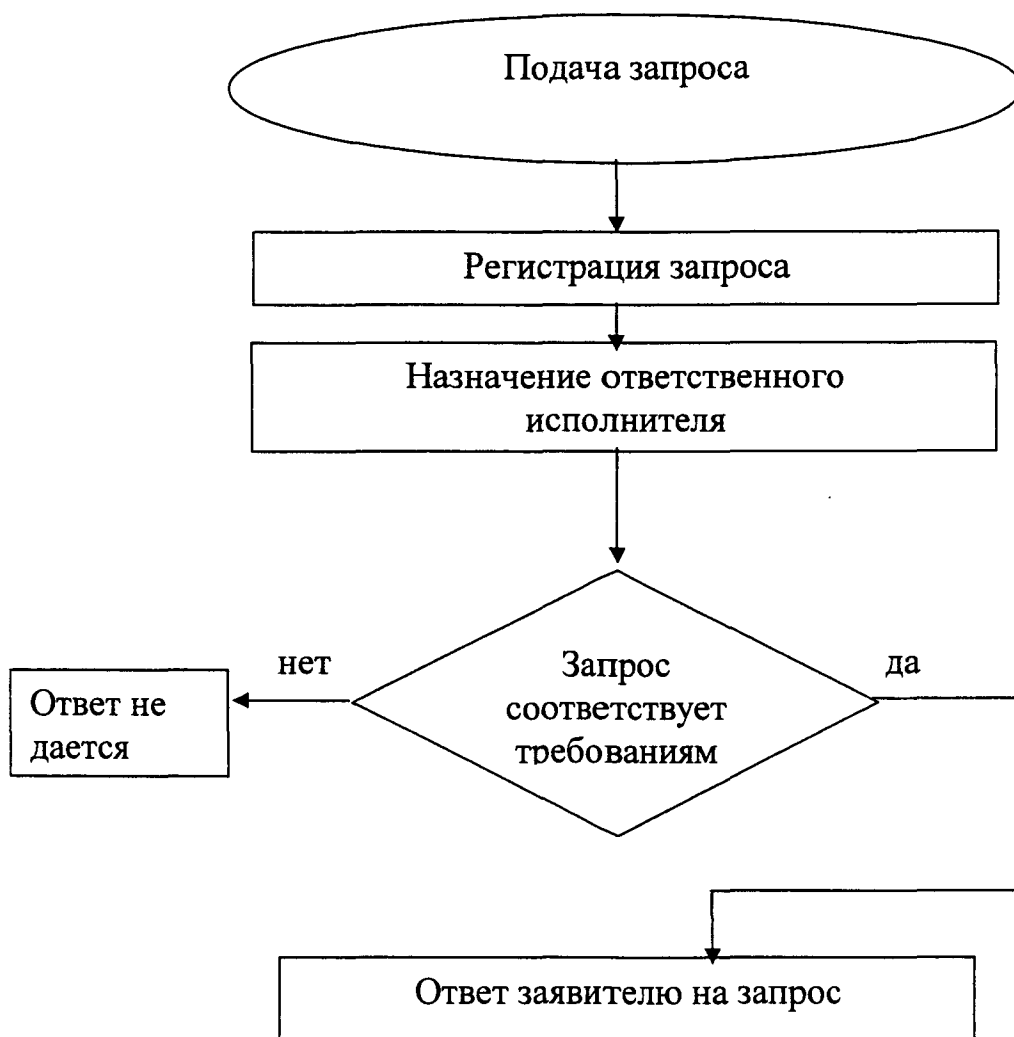 Подача запроса
Регистрация запроса
Назначение ответственного
исполнителя
нет
Запрос
да
Ответ не
соответствует
дается
требованиям
Ответ заявителю на запрос